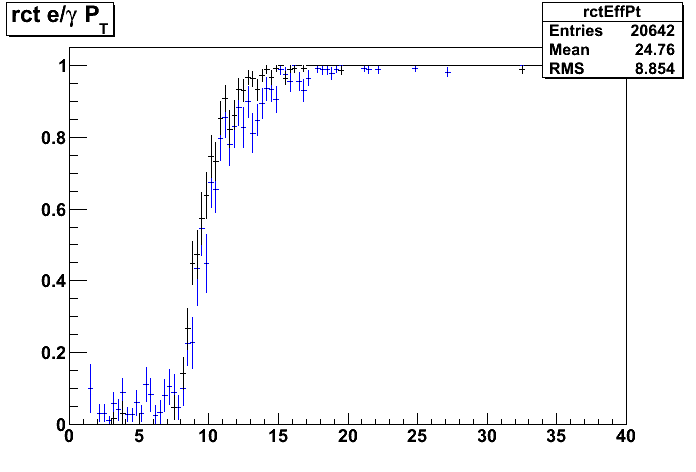 rct e/γ P_T
rctEffPt
Entries 20642
Mean 24.76
RMS 8.854
1
0.8
0.6
0.4
0.2
0
0 5 10 15 20 25 30 35 40